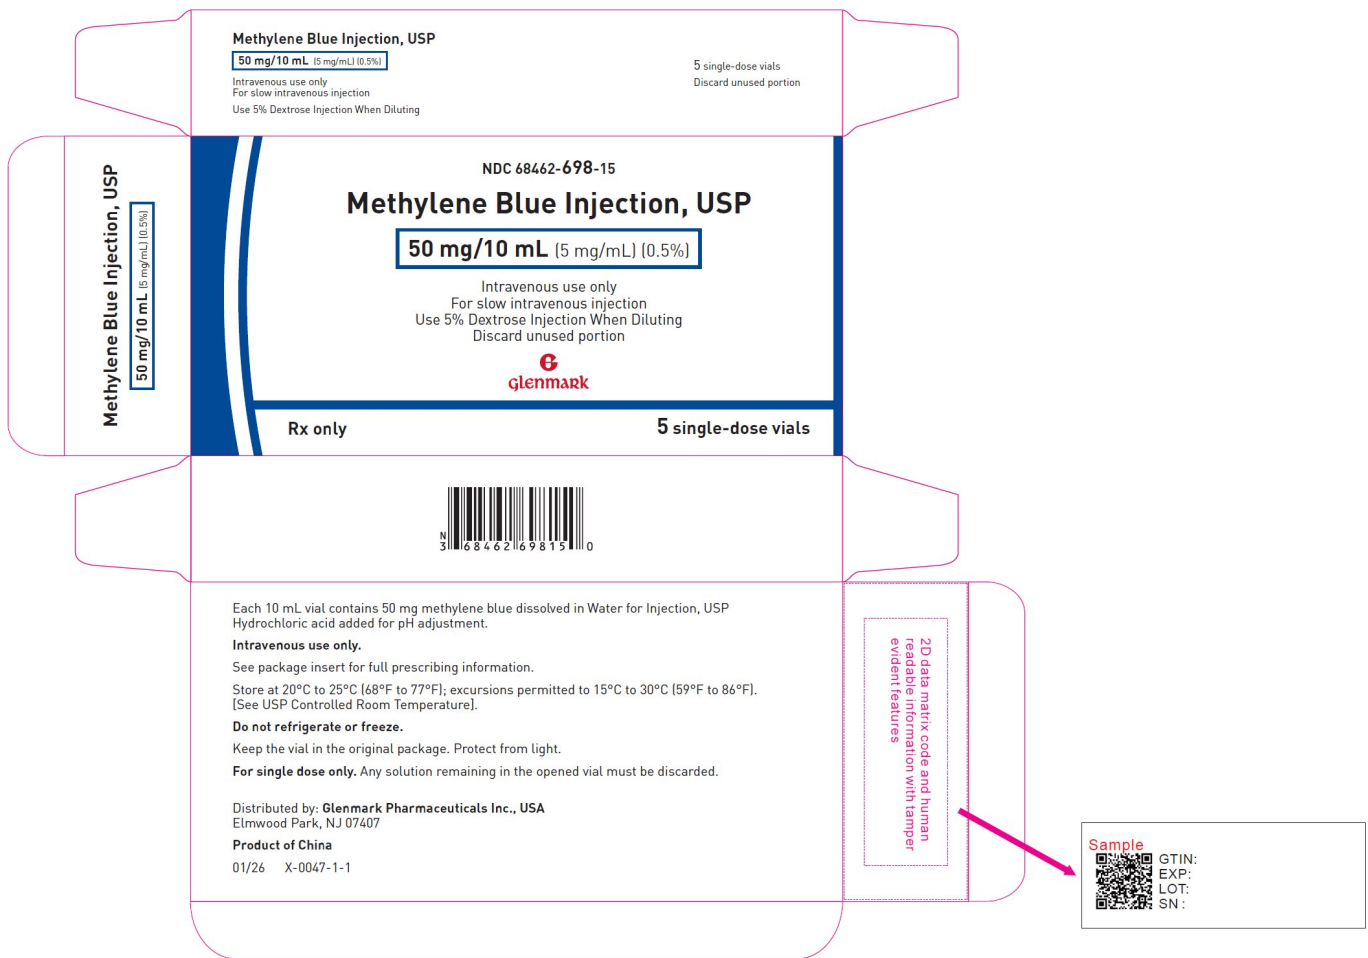 Methylene Blue Injection, USP
50 mg/10 mL (5 mg/mL) (0.5%)
Intravenous use only
For slow intravenous injection
Use 5% Dextrose Injection When Diluting
5 single-dose vials
Discard unused portion
Methylene Blue Injection, USP
50 mg/10 mL (5 mg/mL) (0.5%)
NDC 68462-698-15
Methylene Blue Injection, USP
50 mg/10 mL (5 mg/mL) (0.5%)
Intravenous use only
For slow intravenous injection
Use 5% Dextrose Injection When Diluting
Discard unused portion
G
Glenmark
Rx only
5 single-dose vials
N
3 68462 69815 0
Each 10 mL vial contains 50 mg methylene blue dissolved in Water for Injection, USP
Hydrochloric acid added for pH adjustment.
Intravenous use only.
See package insert for full prescribing information.
Store at 20°C to 25°C (68°F to 77°F); excursions permitted to 15°C to 30°C (59°F to 86°F).
[See USP Controlled Room Temperature].
Do not refrigerate or freeze.
Keep the vial in the original package. Protect from light.
For single dose only. Any solution remaining in the opened vial must be discarded.
Distributed by: Glenmark Pharmaceuticals Inc., USA
Elmwood Park, NJ 07407
Product of China
01/26 X-0047-1-1
2D data matrix code and human
readable information with tamper
evident features
Sample
GTIN:
EXP:
LOT:
SN :